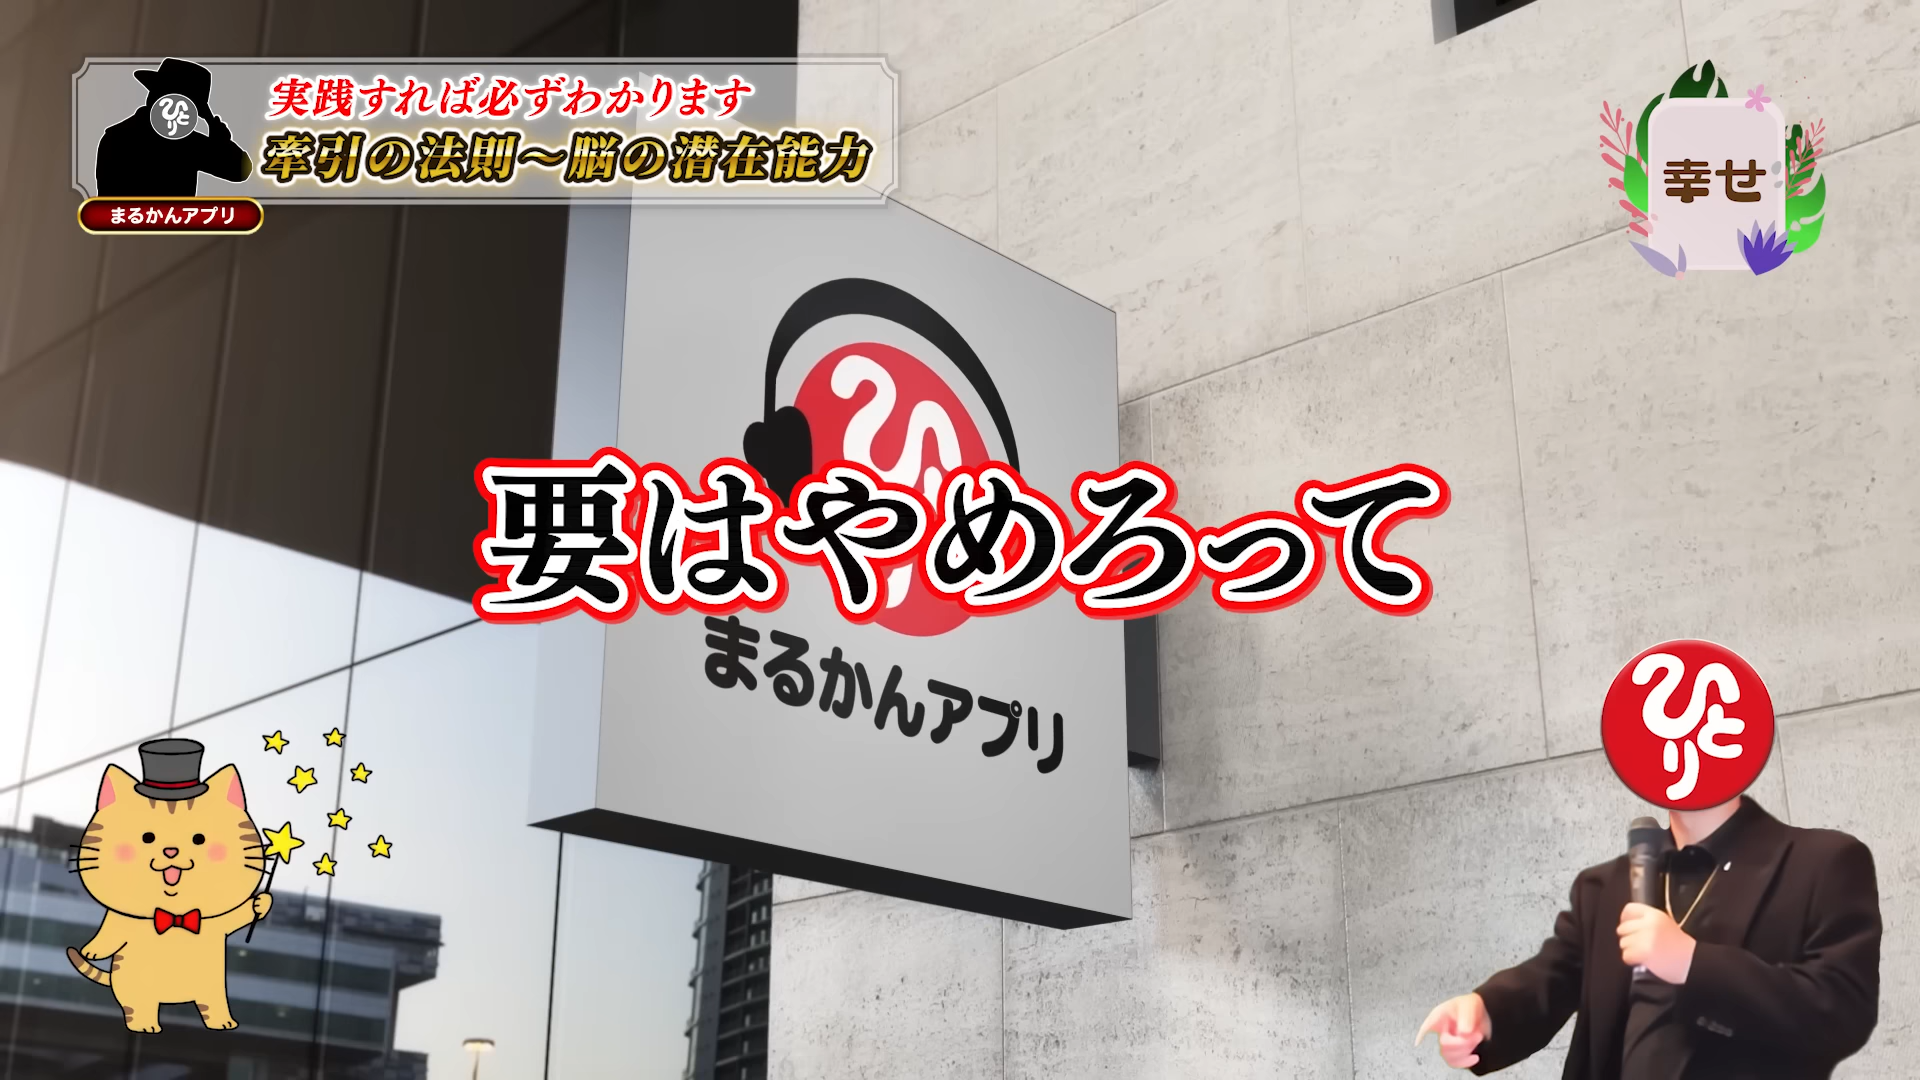 実践すれば必ずわかります
牽引の法則～脳の潜在能力
ひとり
まるかんアプリ
幸せ
要はやめろって
まるかんアプリ
ひとり